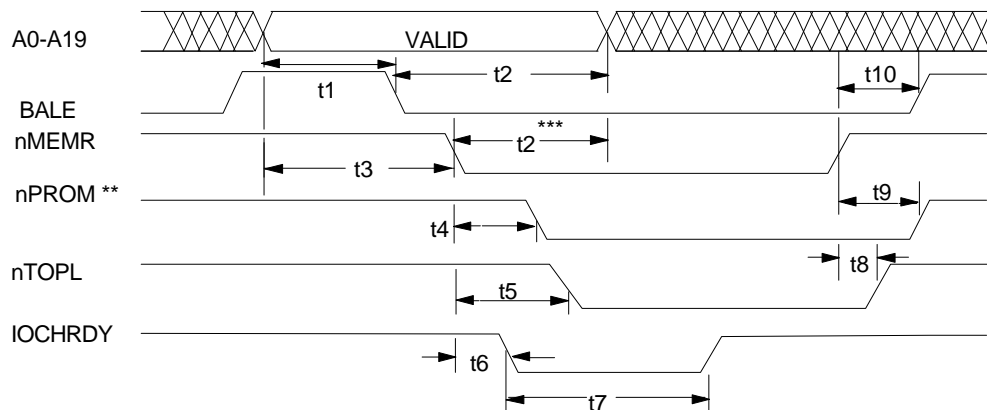 A0-A19
VALID
t1
t2
t10
BALE
nMEMR
***
t2
t3
nPROM **
t9
t4
nTOPL
t8
t5
IOCHRDY
t6
t7